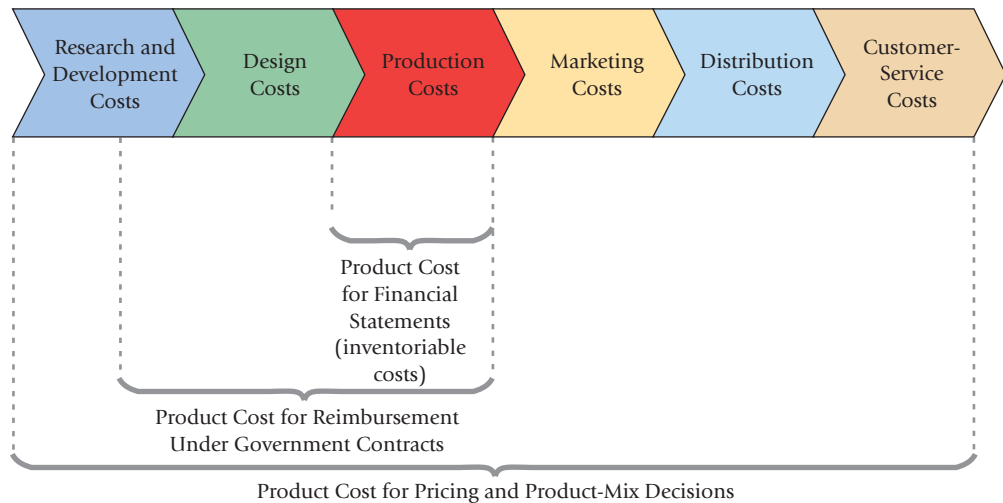 Research and
Development
Costs
Design
Costs
Production
Costs
Marketing
Costs
Distribution
Costs
Customer-
Service
Costs
Product Cost
for Financial
Statements
(inventoriable
costs)
Product Cost for Reimbursement
Under Government Contracts
Product Cost for Pricing and Product-Mix Decisions